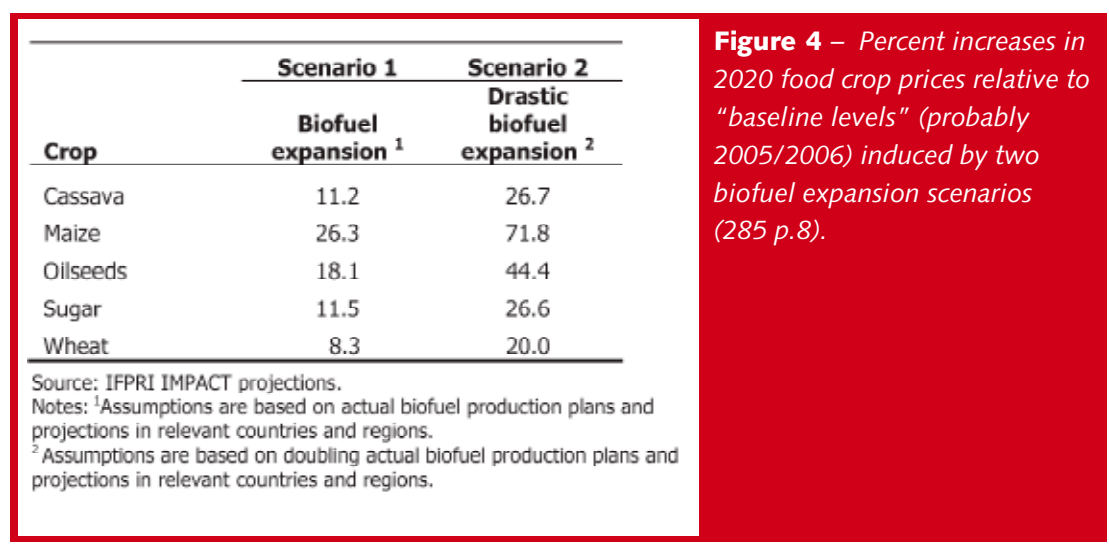 Scenario 1 Scenario 2
Drastic
Biofuel biofuel
Crop expansion ¹ expansion ²
Cassava 11.2 26.7
Maize 26.3 71.8
Oilseeds 18.1 44.4
Sugar 11.5 26.6
Wheat 8.3 20.0
Source: IFPRI IMPACT projections.
Notes: ¹Assumptions are based on actual biofuel production plans and
projections in relevant countries and regions.
² Assumptions are based on doubling actual biofuel production plans and
projections in relevant countries and regions.
Figure 4 – Percent increases in
2020 food crop prices relative to
“baseline levels” (probably
2005/2006) induced by two
biofuel expansion scenarios
(285 p.8).